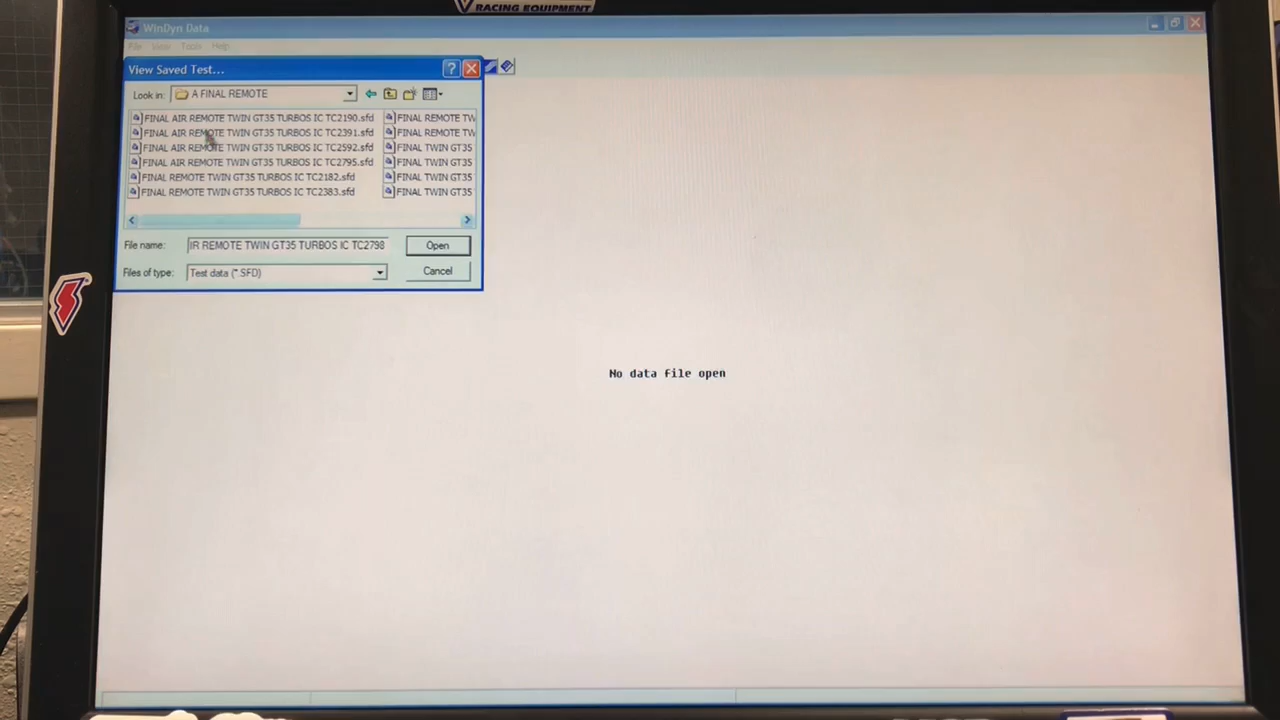 RACING EQUIPMENT
WinDyn Data
File View Tools Help
View Saved Test...
Look in: A FINAL REMOTE
FINAL AIR REMOTE TWIN GT35 TURBOS IC TC2190.sfd
FINAL AIR REMOTE TWIN GT35 TURBOS IC TC2391.sfd
FINAL AIR REMOTE TWIN GT35 TURBOS IC TC2592.sfd
FINAL AIR REMOTE TWIN GT35 TURBOS IC TC2795.sfd
FINAL REMOTE TWIN GT35 TURBOS IC TC2182.sfd
FINAL REMOTE TWIN GT35 TURBOS IC TC2383.sfd
FINAL REMOTE TW
FINAL REMOTE TW
FINAL TWIN GT35
FINAL TWIN GT35
FINAL TWIN GT35
FINAL TWIN GT35
File name: IR REMOTE TWIN GT35 TURBOS IC TC2798 Open
Files of type: Test data (*.SFD) Cancel
No data file open